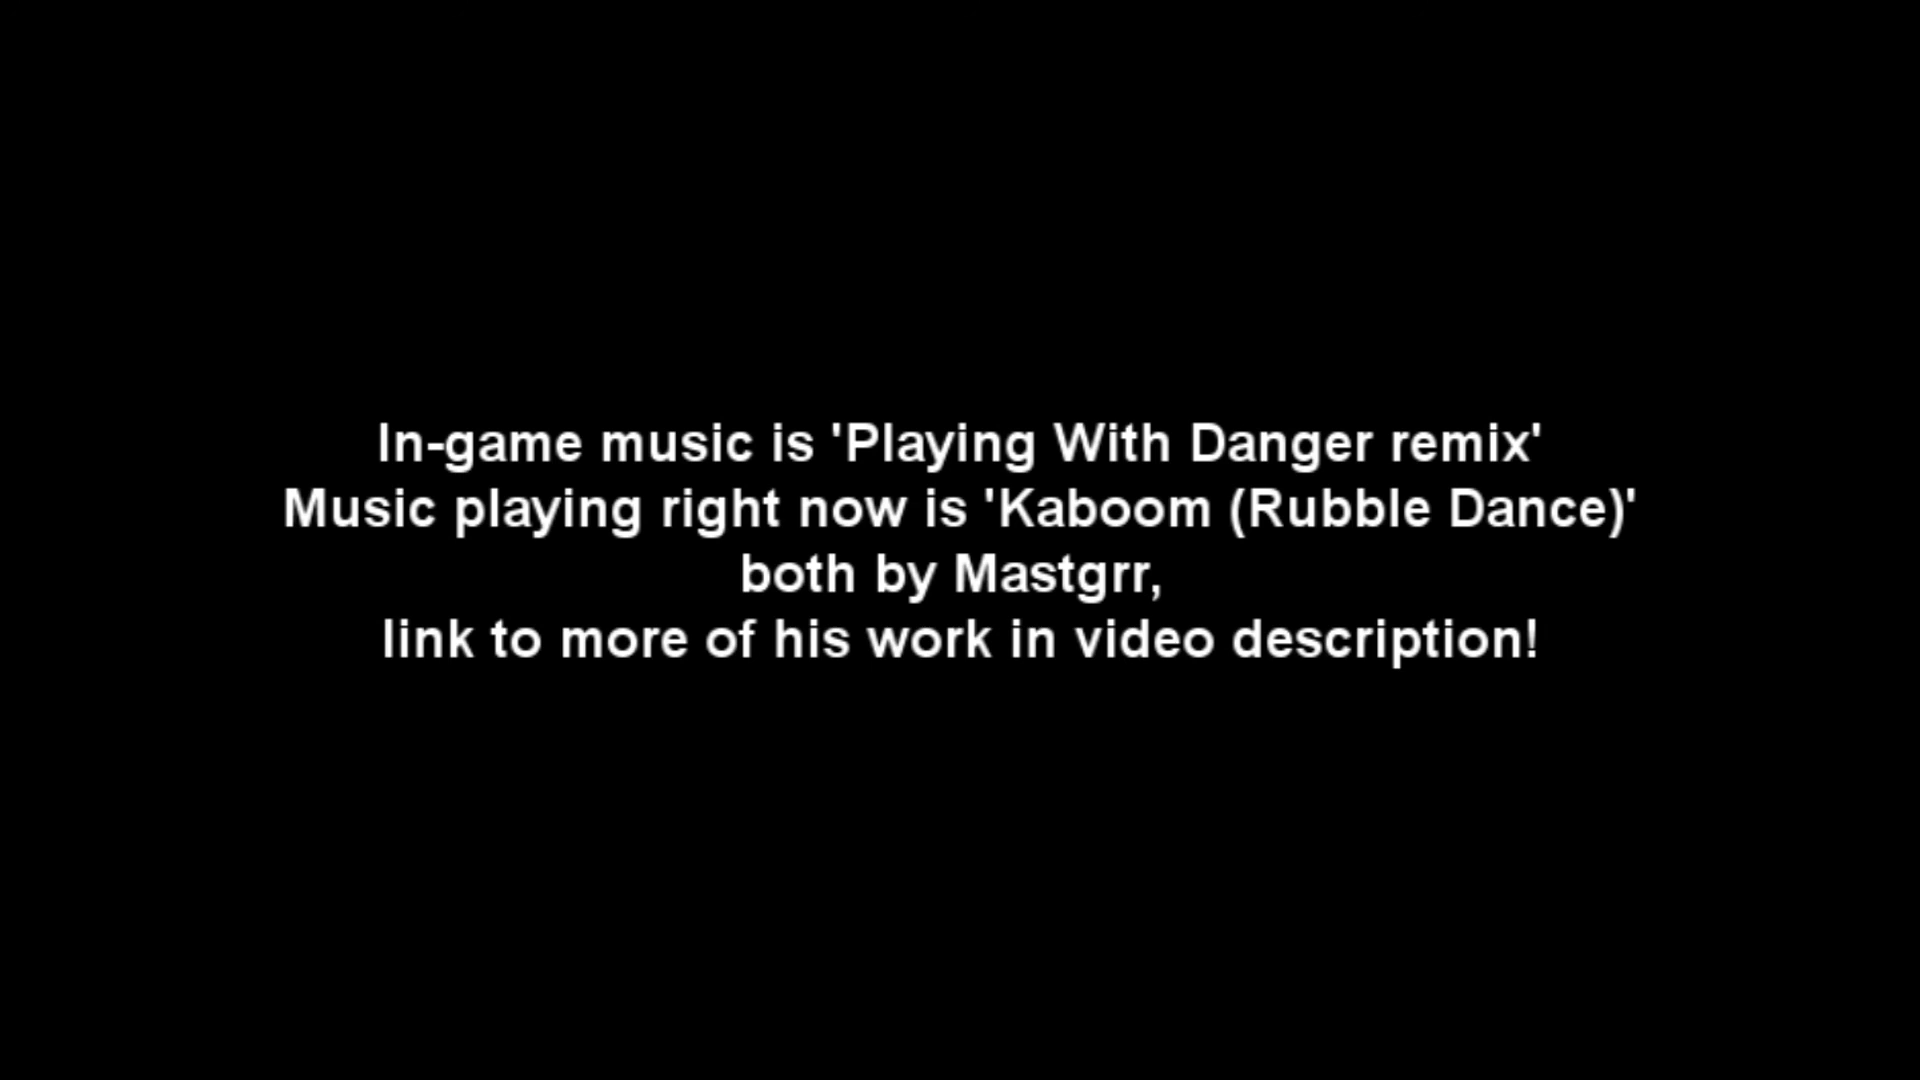 In-game music is 'Playing With Danger remix'
Music playing right now is 'Kaboom (Rubble Dance)'
both by Mastgrr,
link to more of his work in video description!